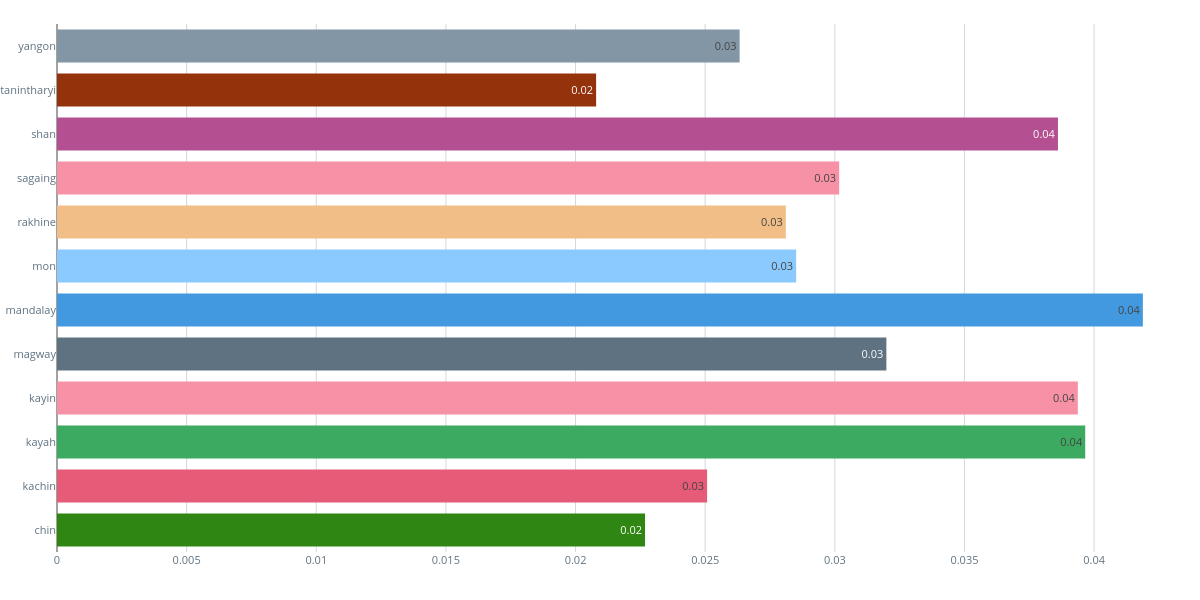 yangon 0.03
tanintharyi 0.02
shan 0.04
sagaing 0.03
rakhine 0.03
mon 0.03
mandalay 0.04
magway 0.03
kayin 0.04
kayah 0.04
kachin 0.03
chin 0.02
0 0.005 0.01 0.015 0.02 0.025 0.03 0.035 0.04